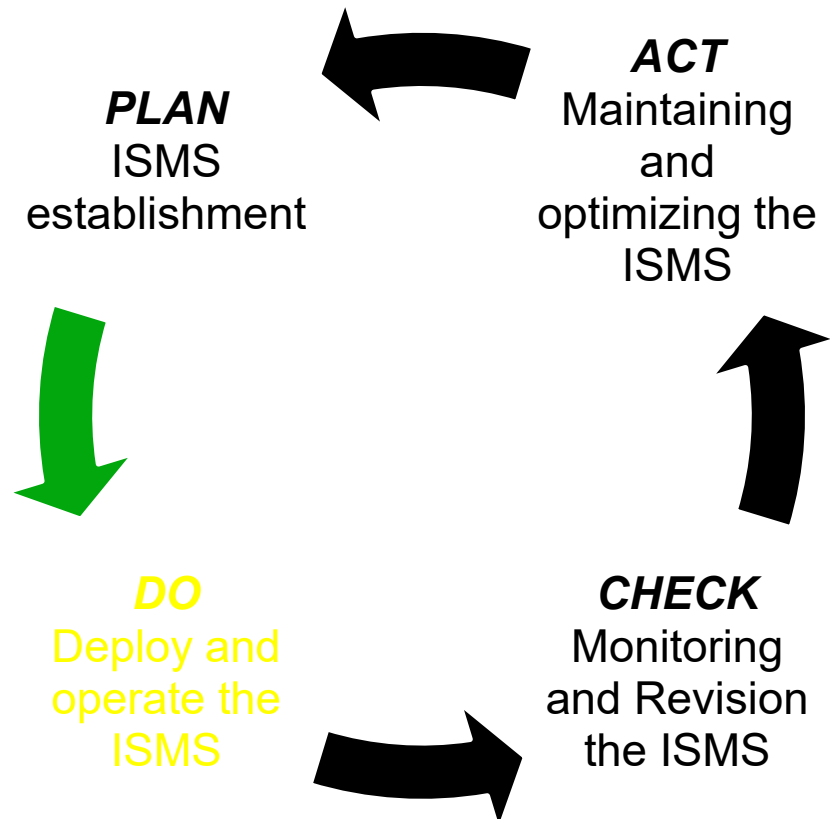 PLAN
ISMS
establishment
ACT
Maintaining
and
optimizing the
ISMS
DO
Deploy and
operate the
ISMS
CHECK
Monitoring
and Revision
the ISMS